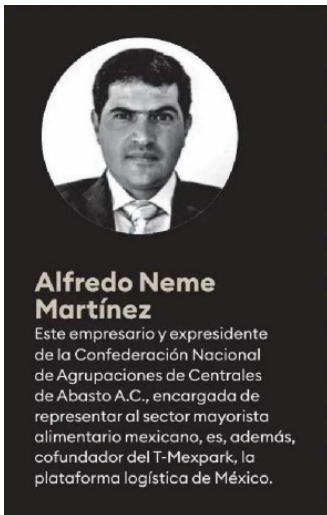 Alfredo Neme
Martínez
Este empresario y expresidente
de la Confederación Nacional
de Agrupaciones de Centrales
de Abasto A.C., encargada de
representar al sector mayorista
alimentario mexicano, es, además,
cofundador del T-Mexpark, la
plataforma logística de México.